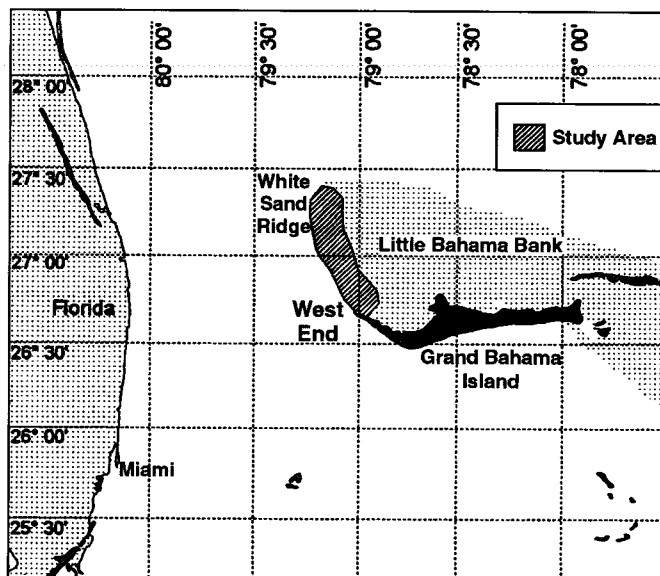 80° 00'
79° 30'
79° 00'
78° 30'
78° 00'
28° 00'
Study Area
27° 30'
White
Sand
Ridge
Little Bahama Bank
27° 00'
Florida
West
End
26° 30'
Grand Bahama
Island
26° 00'
Miami
25° 30'